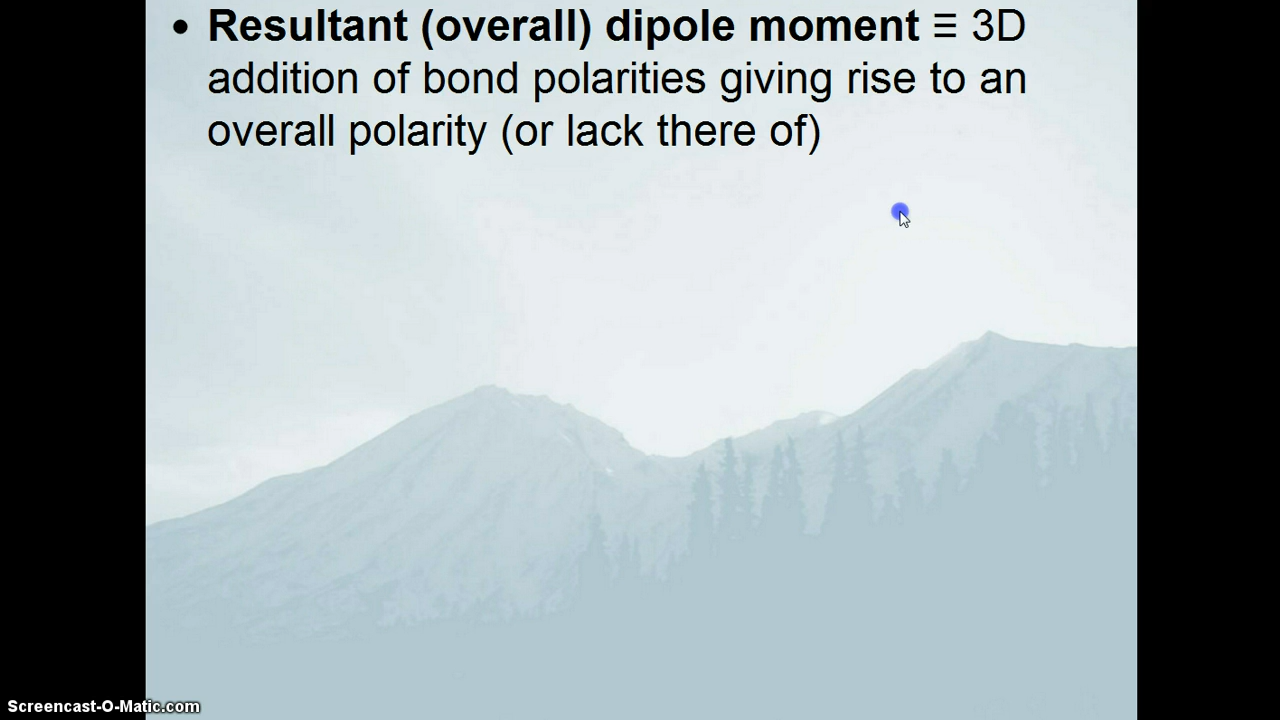 • Resultant (overall) dipole moment ≡ 3D
addition of bond polarities giving rise to an
overall polarity (or lack there of)
Screencast-O-Matic.com